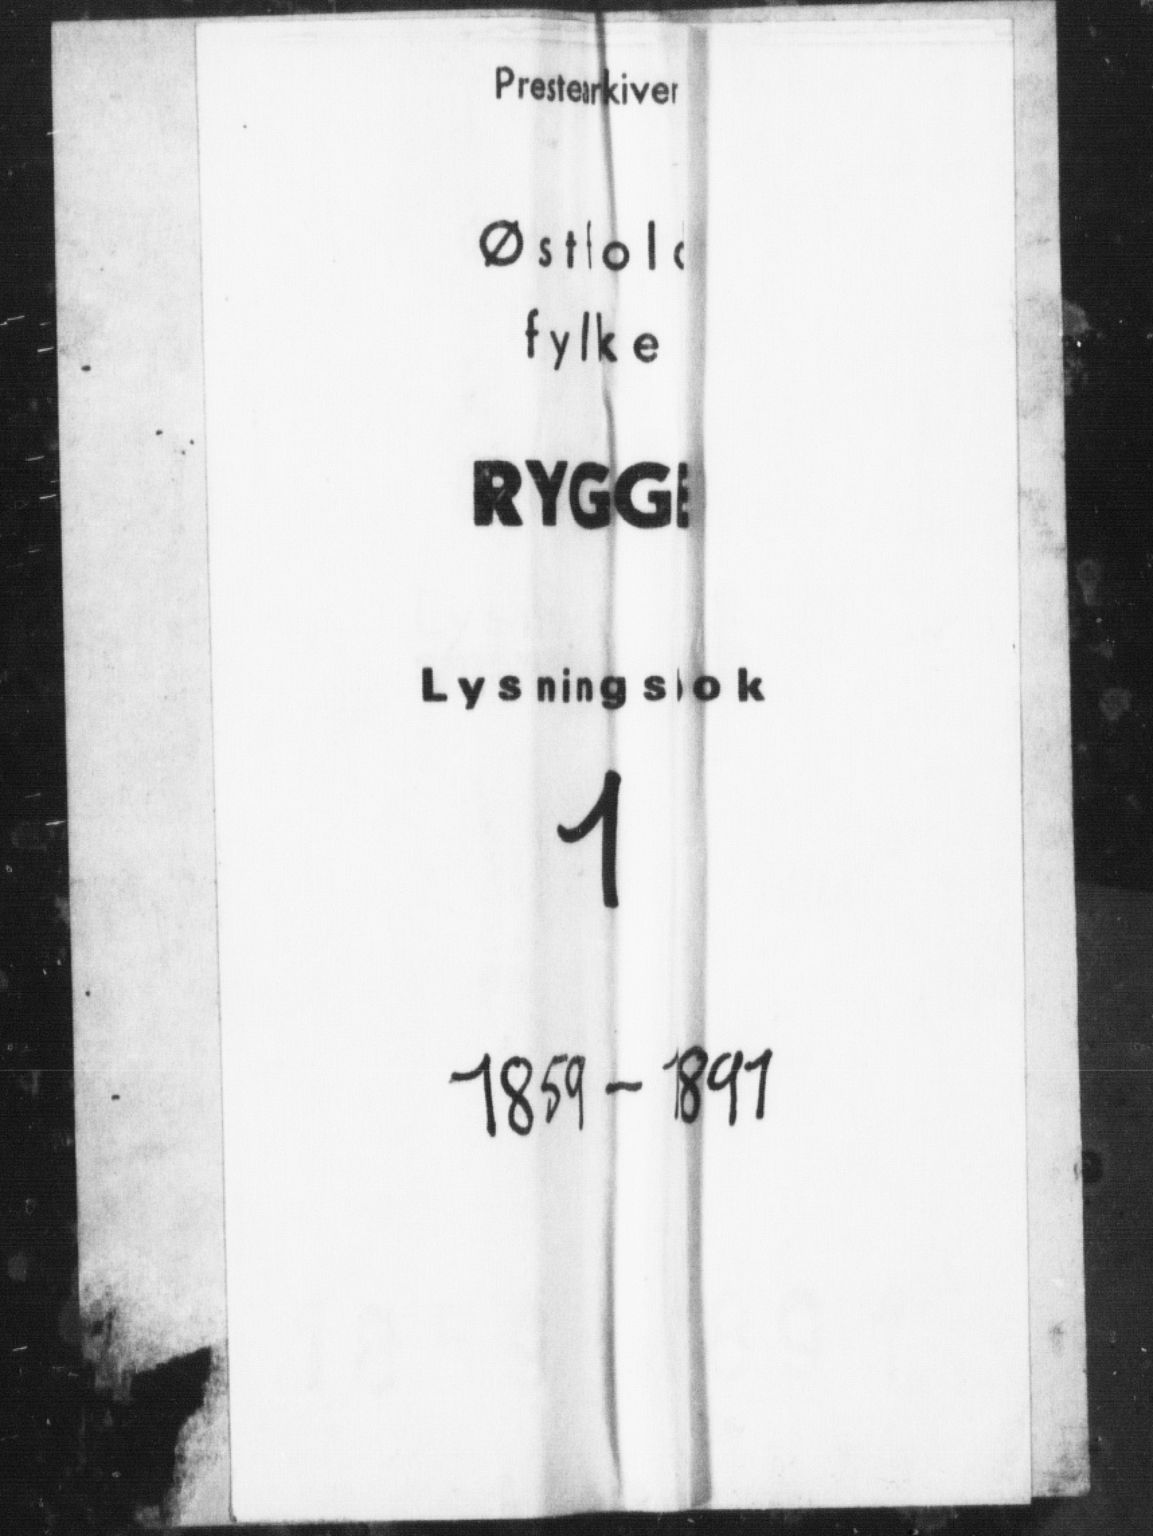 Prestearkiver
Østfold
fylke
RYGGE
Lysningsbok
1
1859 - 1891